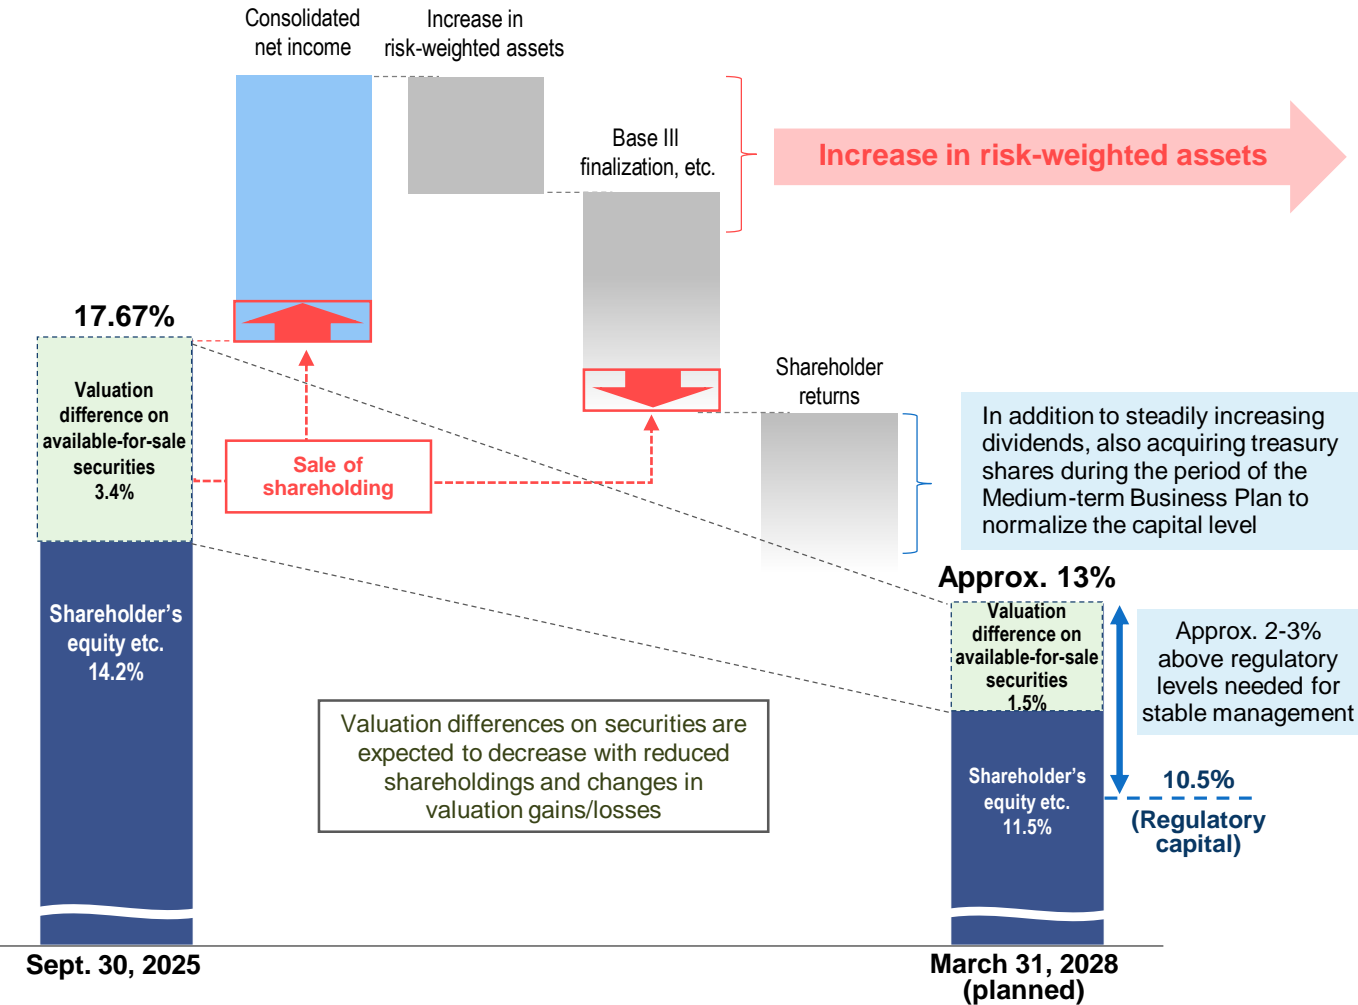 Consolidated
net income
Increase in
risk-weighted assets
Base III
finalization, etc.
Increase in risk-weighted assets
17.67%
Valuation
difference on
available-for-sale
securities
3.4%
Sale of
shareholding
Shareholder
returns
In addition to steadily increasing
dividends, also acquiring treasury
shares during the period of the
Medium-term Business Plan to
normalize the capital level
Shareholder's
equity etc.
14.2%
Approx. 13%
Valuation
difference on
available-for-sale
securities
1.5%
Approx. 2-3%
above regulatory
levels needed for
stable management
Valuation differences on securities are
expected to decrease with reduced
shareholdings and changes in
valuation gains/losses
Shareholder's
equity etc.
11.5%
10.5%
(Regulatory
capital)
Sept. 30, 2025
March 31, 2028
(planned)